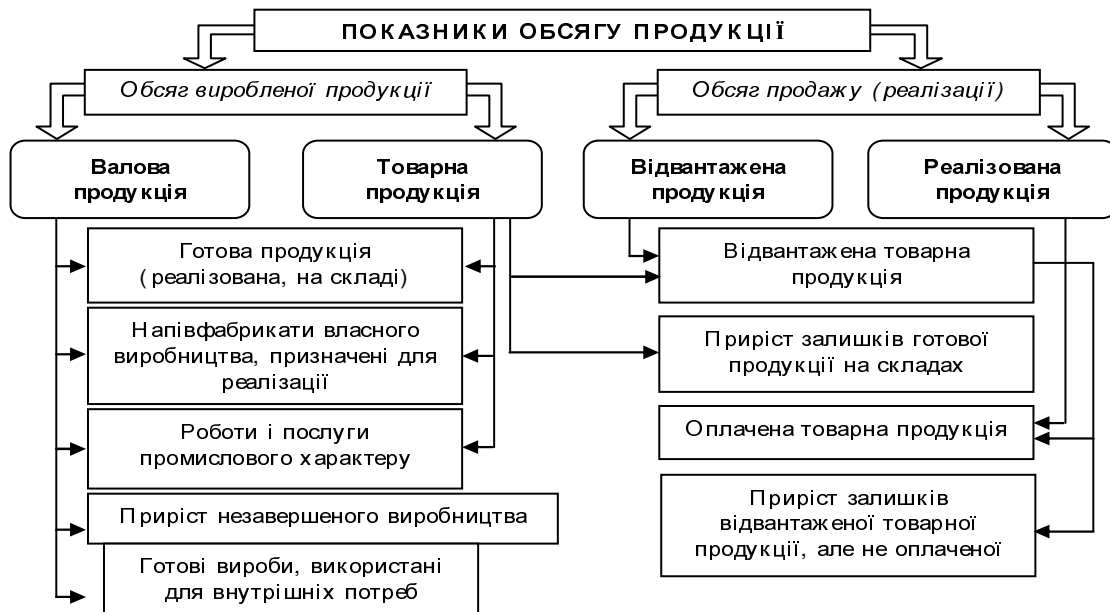 ПОКАЗНИКИ ОБСЯГУ ПРОДУКЦІЇ
Обсяг виробленої продукції
Обсяг продажу (реалізації)
Валова
продукція
Товарна
продукція
Відвантажена
продукція
Реалізована
продукція
Готова продукція
(реалізована, на складі)
Напівфабрикати власного
виробництва, призначені для
реалізації
Роботи і послуги
промислового характеру
Приріст незавершеного виробництва
Готові вироби, використані
для внутрішніх потреб
Відвантажена товарна
продукція
Приріст залишків готової
продукції на складах
Оплачена товарна продукція
Приріст залишків
відвантаженої товарної
продукції, але не оплаченої